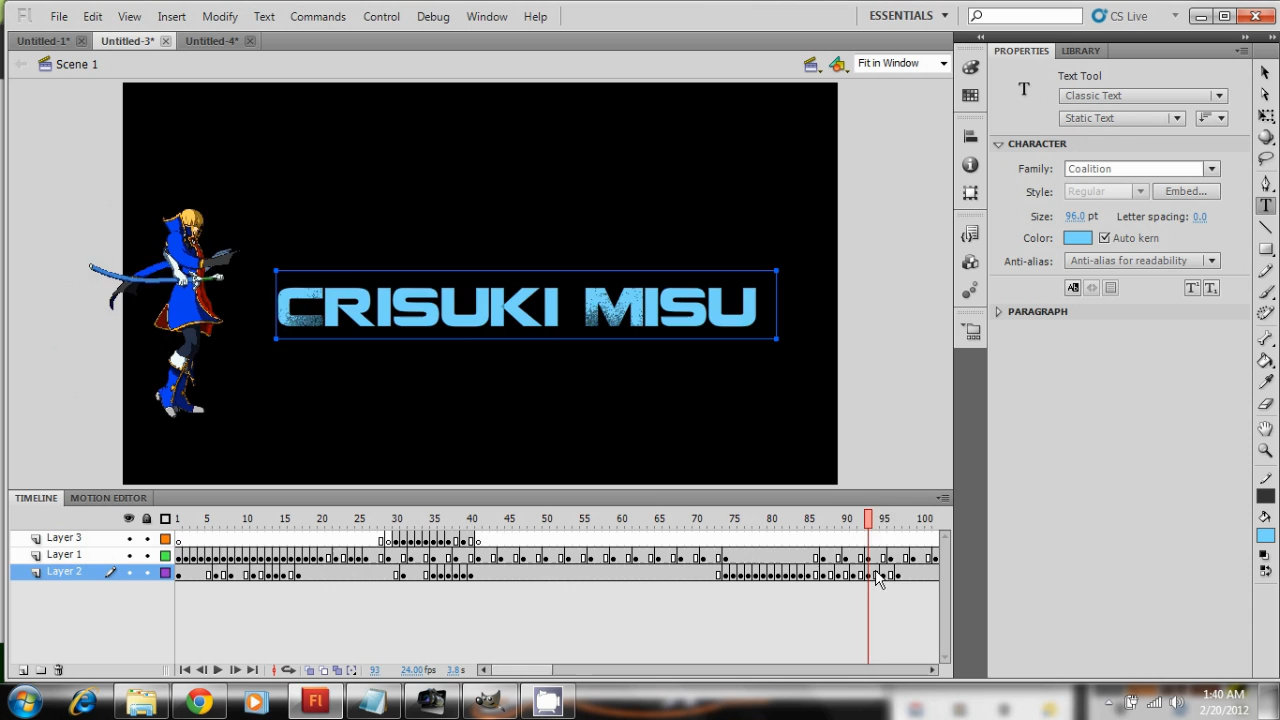 Fl File Edit View Insert Modify Text Commands Control Debug Window Help ESSENTIALS CS Live
Untitled-1* Untitled-3* Untitled-4*
Scene 1 Fit in Window
PROPERTIES LIBRARY
Text Tool
T Classic Text
Static Text
CHARACTER
Family: Coalition
Style: Regular Embed...
Size: 96.0 pt Letter spacing: 0.0
Color: Auto kern
Anti-alias: Anti-alias for readability
PARAGRAPH
CRISUKI MISU
TIMELINE MOTION EDITOR
1 5 10 15 20 25 30 35 40 45 50 55 60 65 70 75 80 85 90 95 100
Layer 3
Layer 1
Layer 2
93 24.00 fps 3.8 s
Fl
1:40 AM
2/20/2012